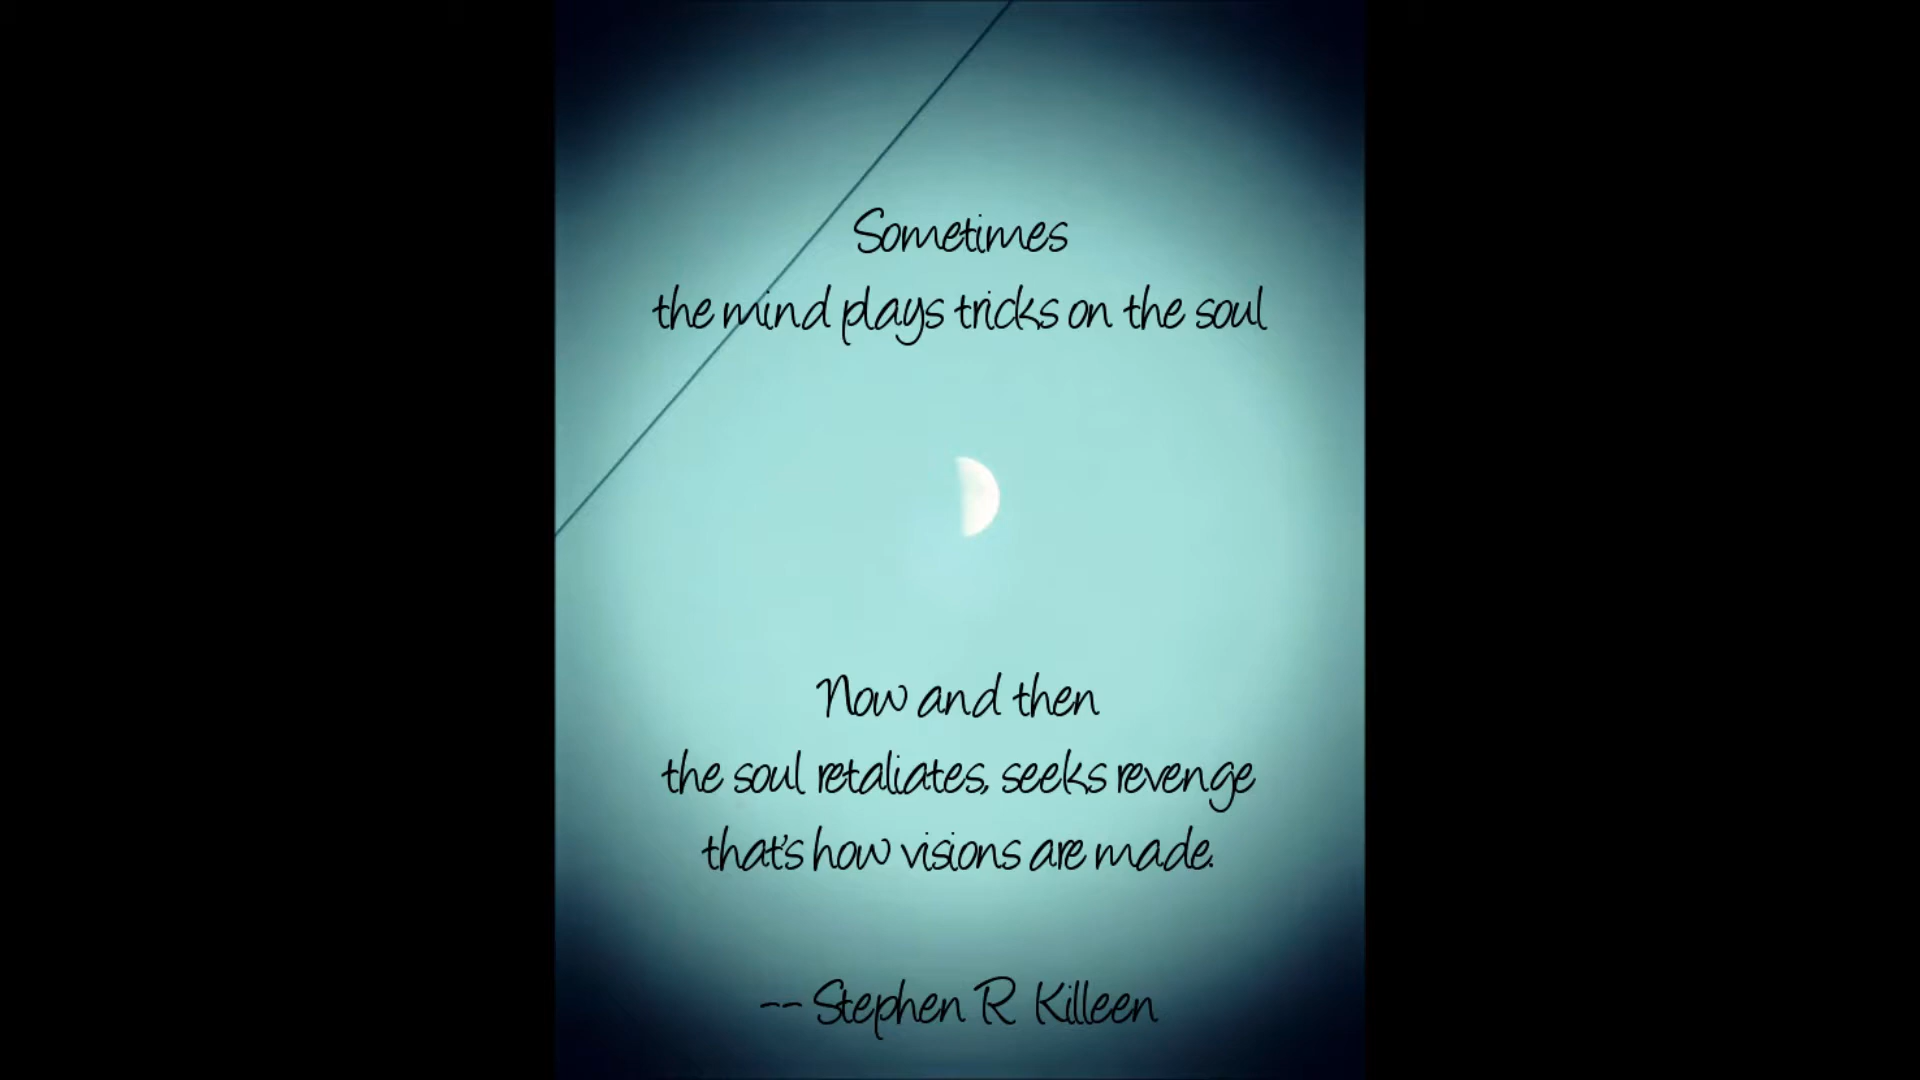 Sometimes
the mind plays tricks on the soul
Now and then
the soul retaliates, seeks revenge
that's how visions are made.
-- Stephen R Killeen